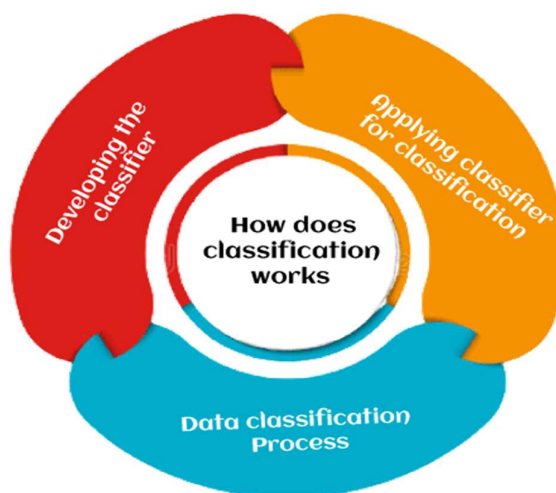 How does
classification
works
Developing the
classifier
Applying classifier
for classification
Data classification
Process